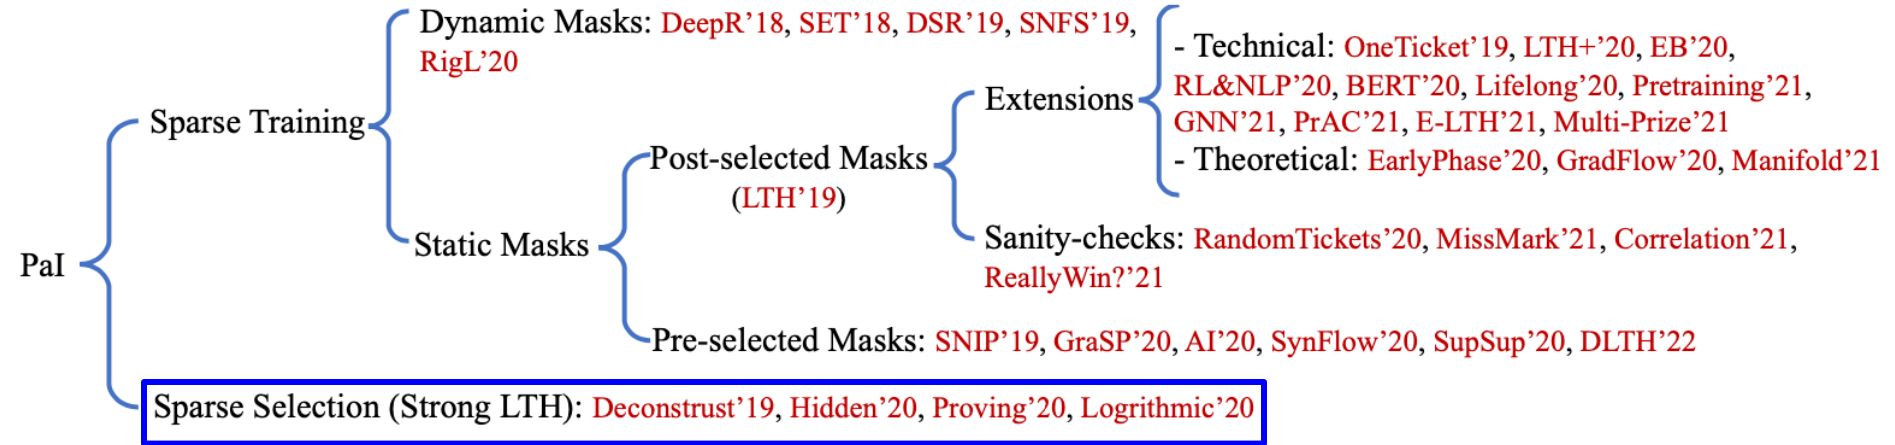 Dynamic Masks: DeepR’18, SET’18, DSR’19, SNFS’19,
RigL’20
Sparse Training
Extensions
- Technical: OneTicket’19, LTH+’20, EB’20,
RL&NLP’20, BERT’20, Lifelong’20, Pretraining’21,
GNN’21, PrAC’21, E-LTH’21, Multi-Prize’21
- Theoretical: EarlyPhase’20, GradFlow’20, Manifold’21
Post-selected Masks
(LTH’19)
Static Masks
Sanity-checks: RandomTickets’20, MissMark’21, Correlation’21,
ReallyWin?’21
PaI
Pre-selected Masks: SNIP’19, GraSP’20, AI’20, SynFlow’20, SupSup’20, DLTH’22
Sparse Selection (Strong LTH): Deconstrust’19, Hidden’20, Proving’20, Logrithmic’20